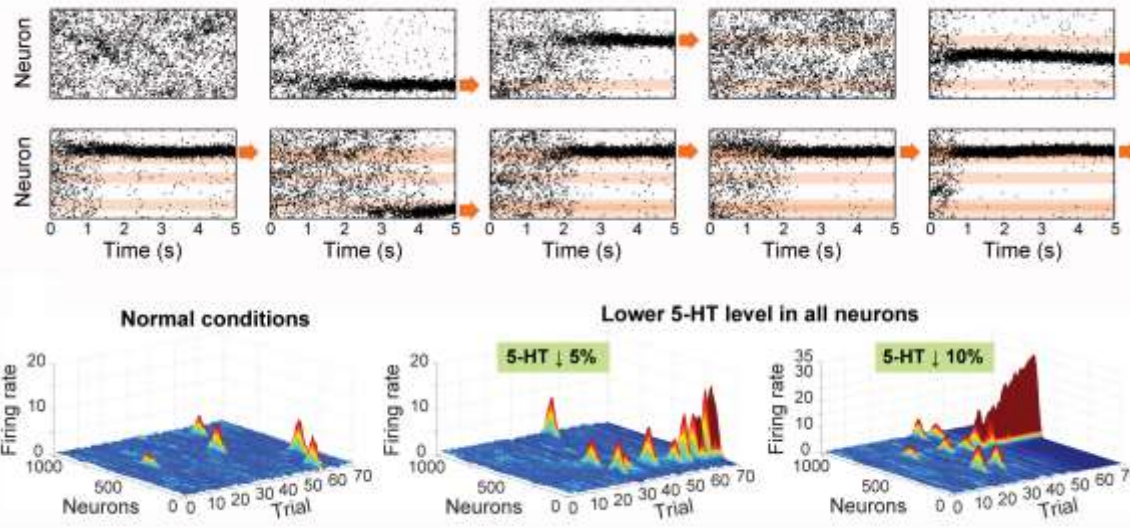 Neuron
Neuron
0 1 2 3 4 5
0 1 2 3 4 5
0 1 2 3 4 5
0 1 2 3 4 5
0 1 2 3 4 5
Time (s)
Time (s)
Time (s)
Time (s)
Time (s)
Normal conditions
Lower 5-HT level in all neurons
5-HT ↓ 5%
5-HT ↓ 10%
Firing rate
20
10
0
1000
500
0
Neurons
0 10 20 30 40 50 60 70
Trial
Firing rate
20
10
0
1000
500
0
Neurons
0 10 20 30 40 50 60 70
Trial
Firing rate
35
30
20
10
0
1000
500
0
Neurons
0 10 20 30 40 50 60 70
Trial